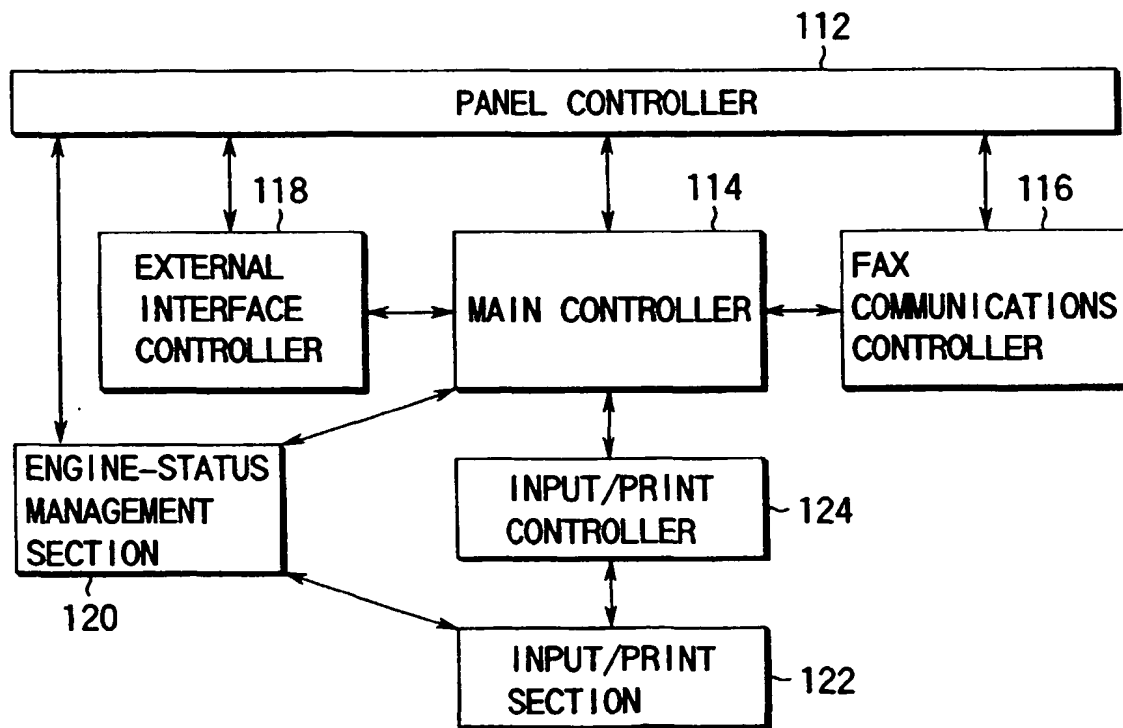 112
PANEL CONTROLLER
118
114
116
EXTERNAL
INTERFACE
CONTROLLER
MAIN CONTROLLER
FAX
COMMUNICATIONS
CONTROLLER
ENGINE-STATUS
MANAGEMENT
SECTION
120
INPUT/PRINT
CONTROLLER
124
INPUT/PRINT
SECTION
122